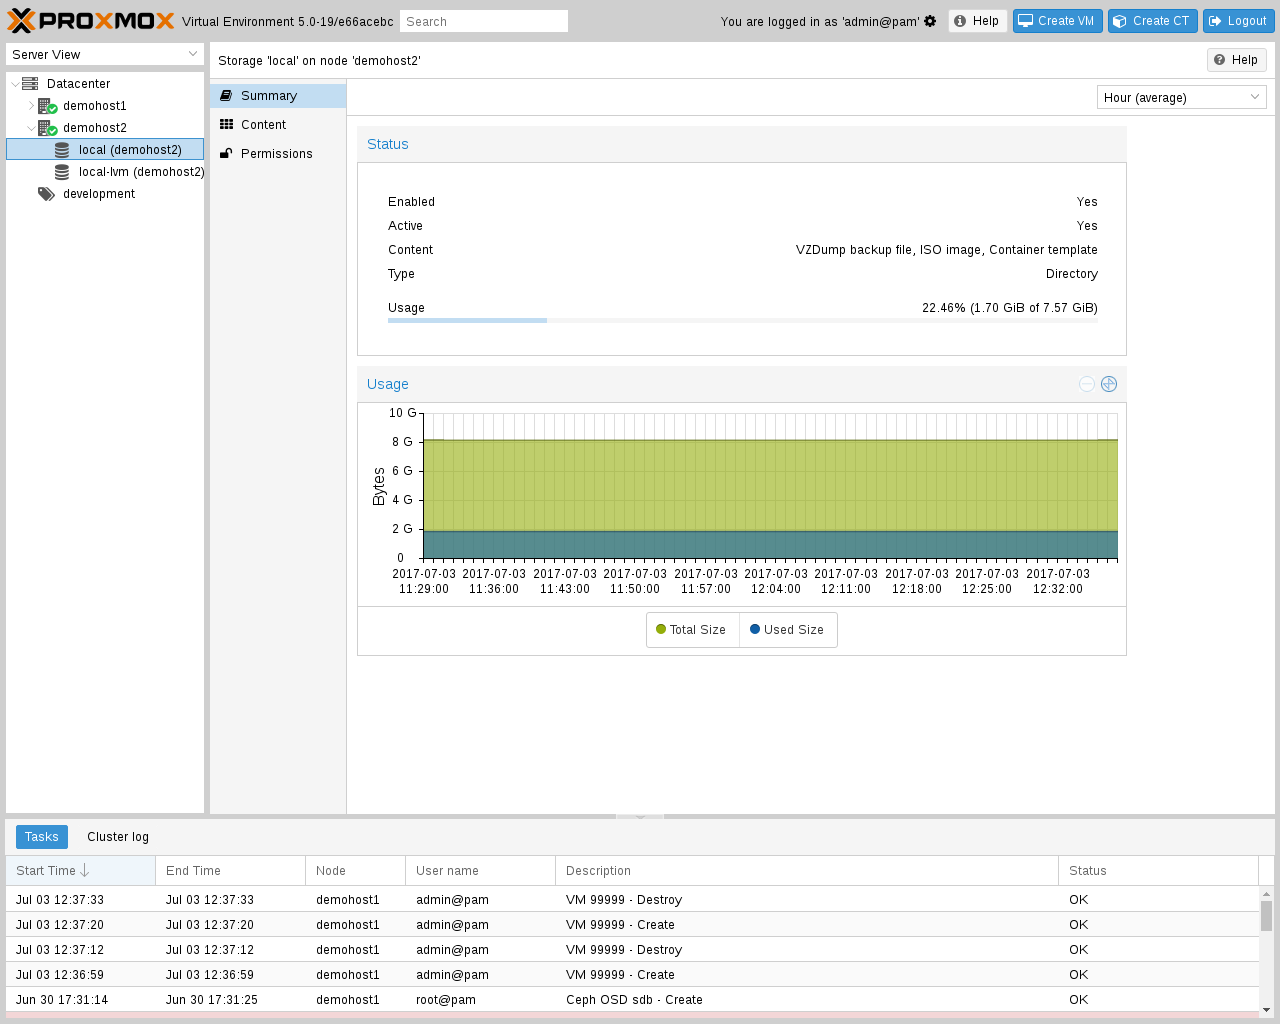 PROXMOX Virtual Environment 5.0-19/e66acebc Search You are logged in as 'admin@pam' Help Create VM Create CT Logout
Server View
Datacenter
demohost1
demohost2
local (demohost2)
local-lvm (demohost2)
development
Storage 'local' on node 'demohost2' Help
Summary
Content
Permissions
Hour (average)
Status
Enabled Yes
Active Yes
Content VZDump backup file, ISO image, Container template
Type Directory
Usage 22.46% (1.70 GiB of 7.57 GiB)
Usage
Bytes
10 G
8 G
6 G
4 G
2 G
0
2017-07-03 2017-07-03 2017-07-03 2017-07-03 2017-07-03 2017-07-03 2017-07-03 2017-07-03 2017-07-03 2017-07-03
11:29:00 11:36:00 11:43:00 11:50:00 11:57:00 12:04:00 12:11:00 12:18:00 12:25:00 12:32:00
Total Size Used Size
Tasks Cluster log
Start Time End Time Node User name Description Status
Jul 03 12:37:33 Jul 03 12:37:33 demohost1 admin@pam VM 99999 - Destroy OK
Jul 03 12:37:20 Jul 03 12:37:20 demohost1 admin@pam VM 99999 - Create OK
Jul 03 12:37:12 Jul 03 12:37:12 demohost1 admin@pam VM 99999 - Destroy OK
Jul 03 12:36:59 Jul 03 12:36:59 demohost1 admin@pam VM 99999 - Create OK
Jun 30 17:31:14 Jun 30 17:31:25 demohost1 root@pam Ceph OSD sdb - Create OK